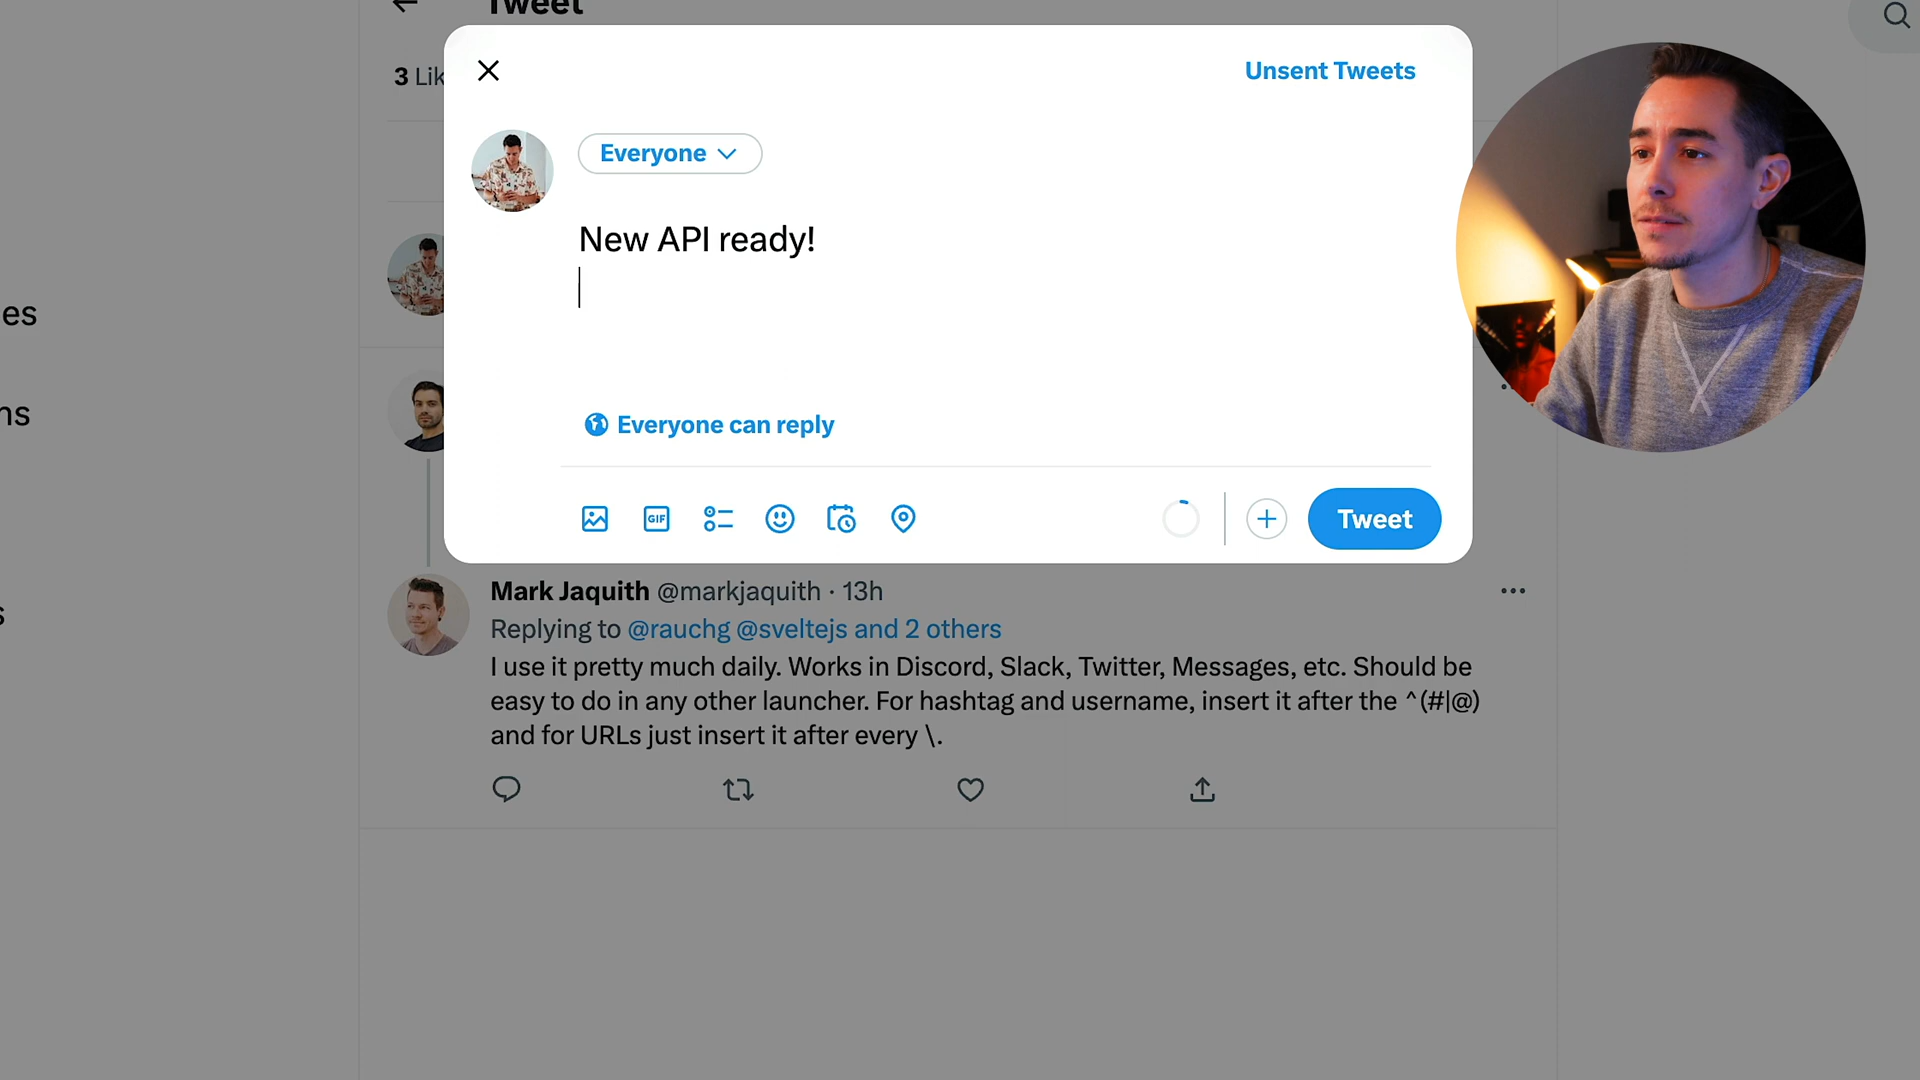 Tweet
3 Lik
Unsent Tweets
Everyone
New API ready!
es
ns
s
Everyone can reply
GIF
Tweet
Mark Jaquith @markjaquith · 13h
Replying to @rauchg @sveltejs and 2 others
I use it pretty much daily. Works in Discord, Slack, Twitter, Messages, etc. Should be
easy to do in any other launcher. For hashtag and username, insert it after the ^(#|@)
and for URLs just insert it after every \.